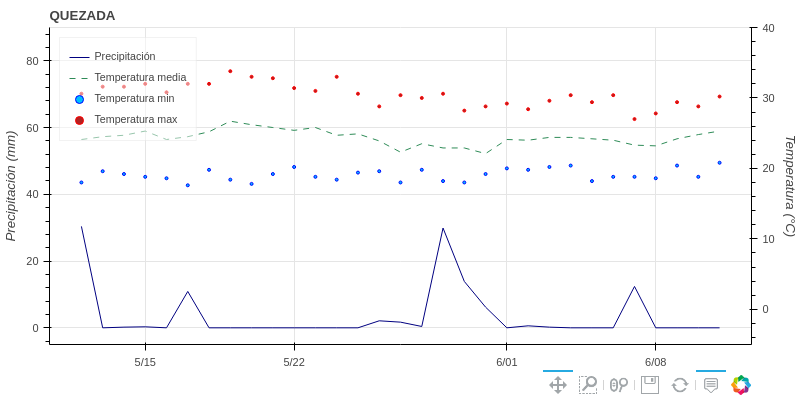 QUEZADA
Precipitación
Temperatura media
Temperatura min
Temperatura max
Precipitación (mm)
80
60
40
20
0
Temperatura (°C)
40
30
20
10
0
5/15
5/22
6/01
6/08